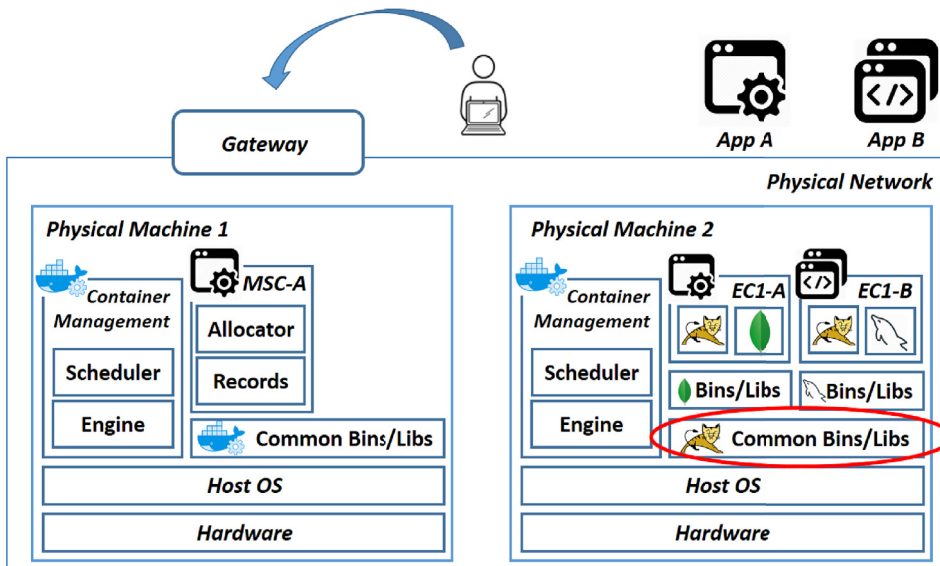 Gateway
App A
App B
Physical Network
Physical Machine 1
Container
Management
Scheduler
Engine
MSC-A
Allocator
Records
Common Bins/Libs
Host OS
Hardware
Physical Machine 2
Container
Management
Scheduler
Engine
EC1-A
EC1-B
Bins/Libs
Bins/Libs
Common Bins/Libs
Host OS
Hardware